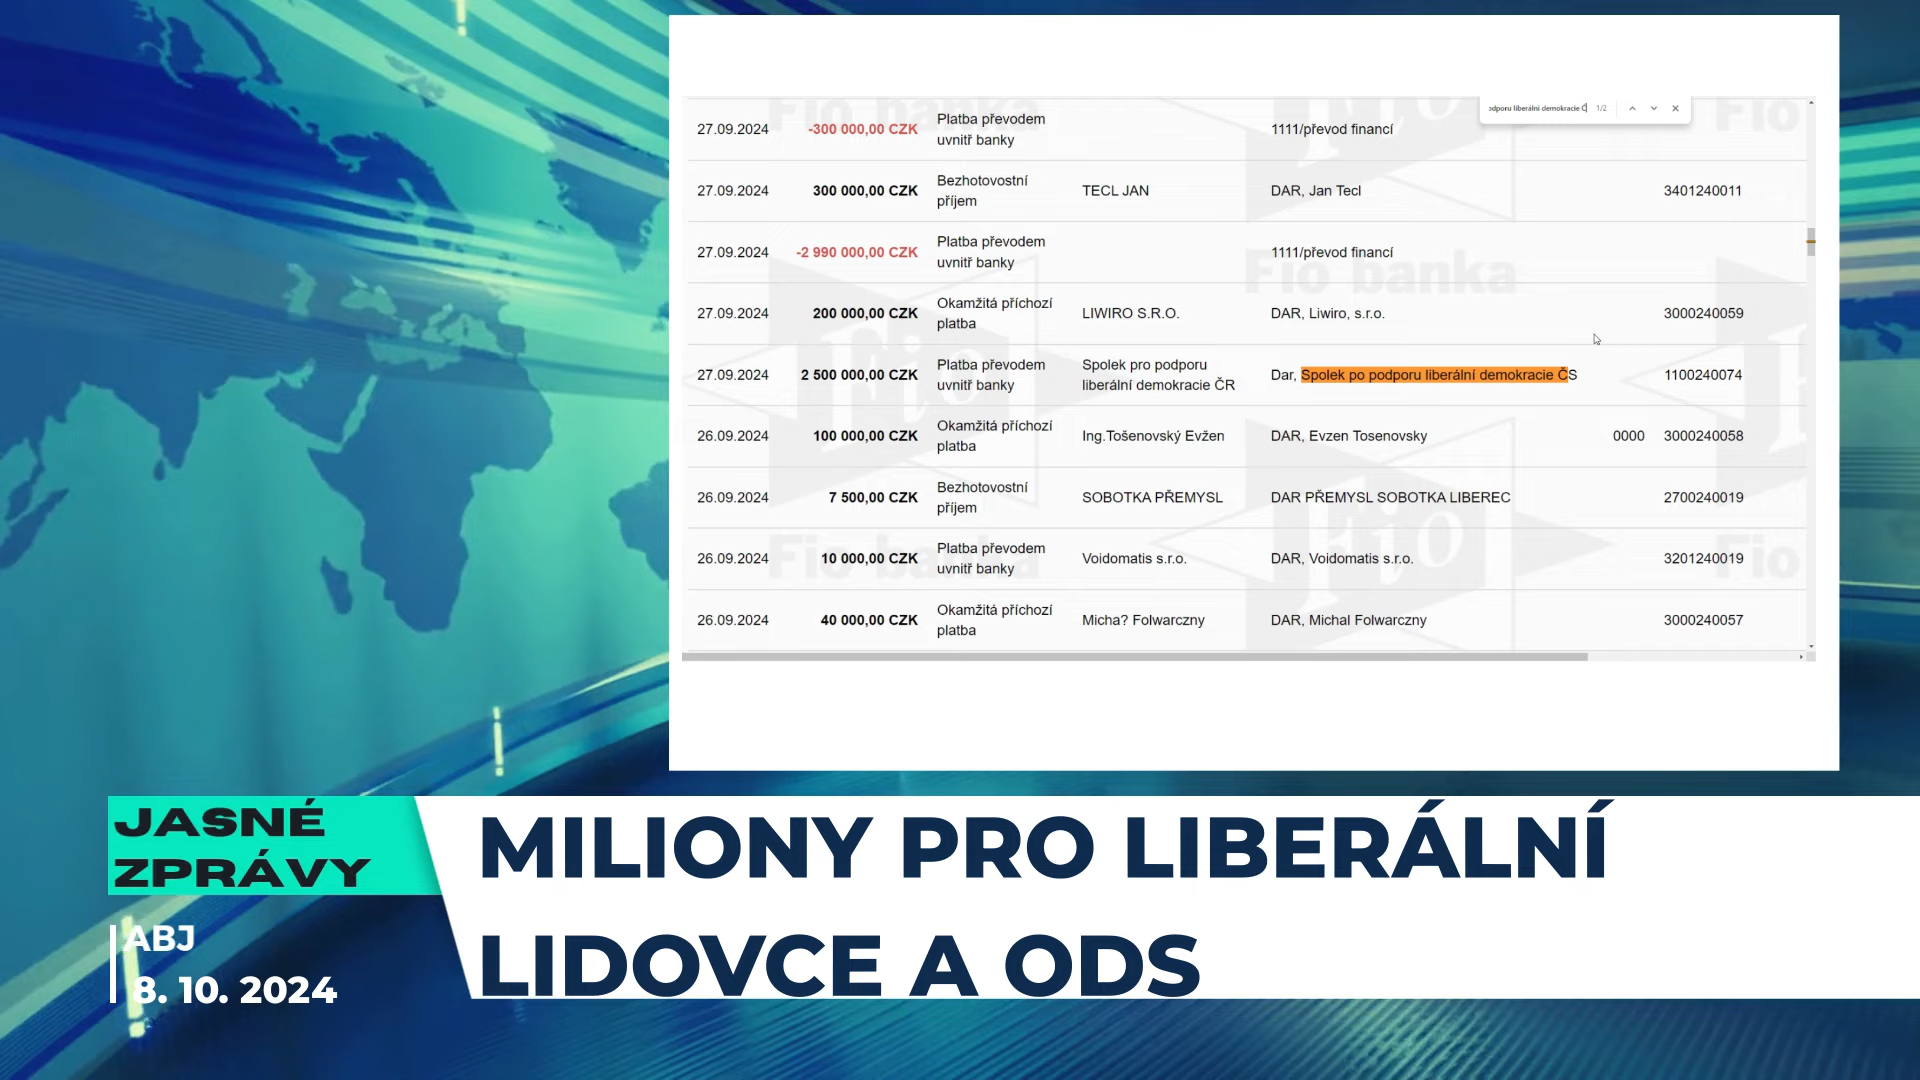 odporu liberální demokracie Č 1/2
27.09.2024 -300 000,00 CZK Platba převodem
uvnitř banky 1111/převod financí
27.09.2024 300 000,00 CZK Bezhotovostní
příjem TECL JAN DAR, Jan Tecl 3401240011
27.09.2024 -2 990 000,00 CZK Platba převodem
uvnitř banky 1111/převod financí
27.09.2024 200 000,00 CZK Okamžitá příchozí
platba LIWIRO S.R.O. DAR, Liwiro, s.r.o. 3000240059
27.09.2024 2 500 000,00 CZK Platba převodem
uvnitř banky Spolek pro podporu
liberální demokracie ČR Dar, Spolek po podporu liberální demokracie ČS 1100240074
26.09.2024 100 000,00 CZK Okamžitá příchozí
platba Ing.Tošenovský Evžen DAR, Evzen Tosenovsky 0000 3000240058
26.09.2024 7 500,00 CZK Bezhotovostní
příjem SOBOTKA PŘEMYSL DAR PŘEMYSL SOBOTKA LIBEREC 2700240019
26.09.2024 10 000,00 CZK Platba převodem
uvnitř banky Voidomatis s.r.o. DAR, Voidomatis s.r.o. 3201240019
26.09.2024 40 000,00 CZK Okamžitá příchozí
platba Micha? Folwarczny DAR, Michal Folwarczny 3000240057
Fio banka
JASNÉ
ZPRÁVY
MILIONY PRO LIBERÁLNÍ
LIDOVCE A ODS
ABJ
8. 10. 2024